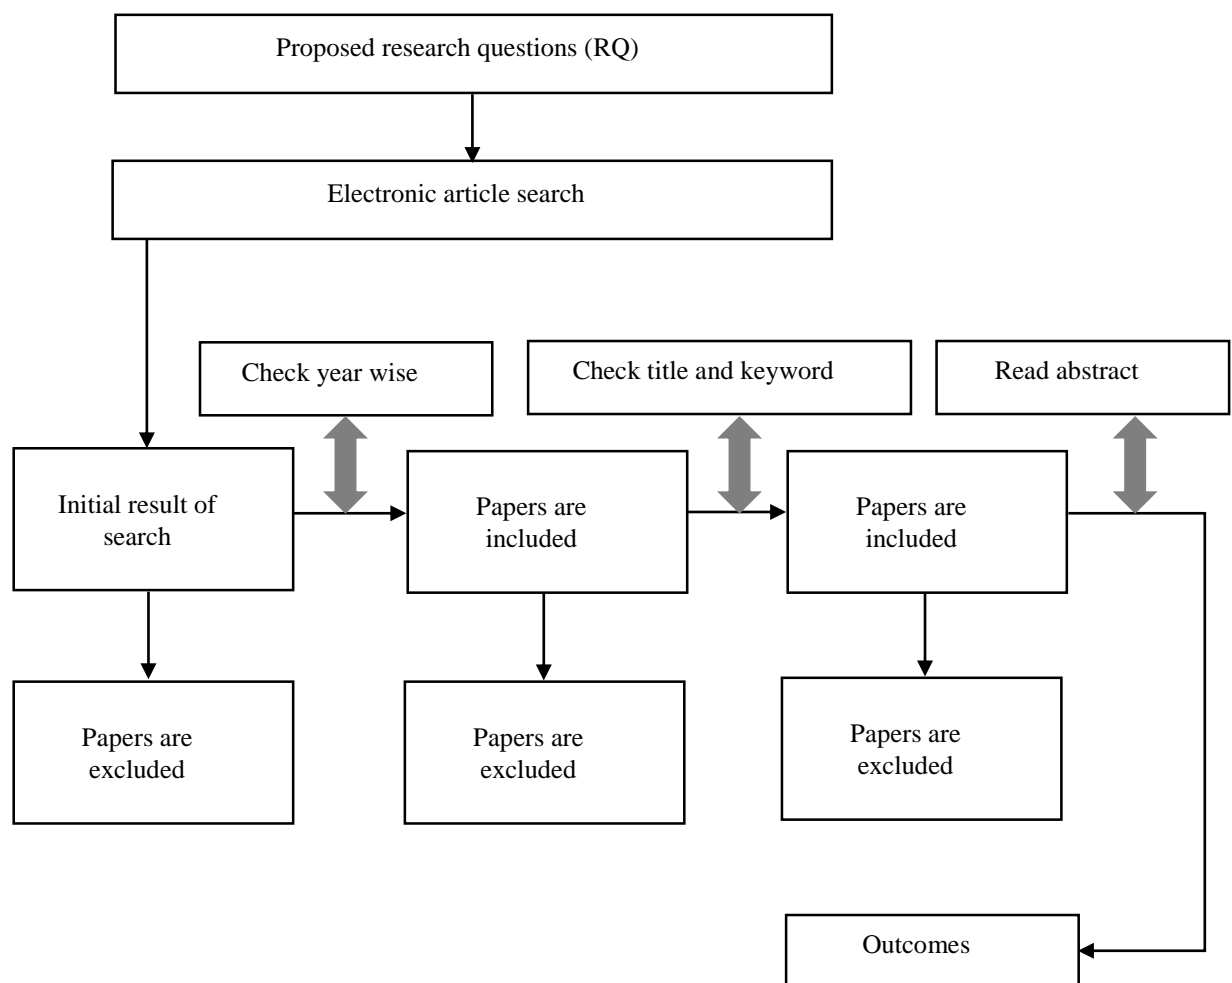 Proposed research questions (RQ)
Electronic article search
Check year wise
Check title and keyword
Read abstract
Initial result of
search
Papers are
included
Papers are
included
Papers are
excluded
Papers are
excluded
Papers are
excluded
Outcomes